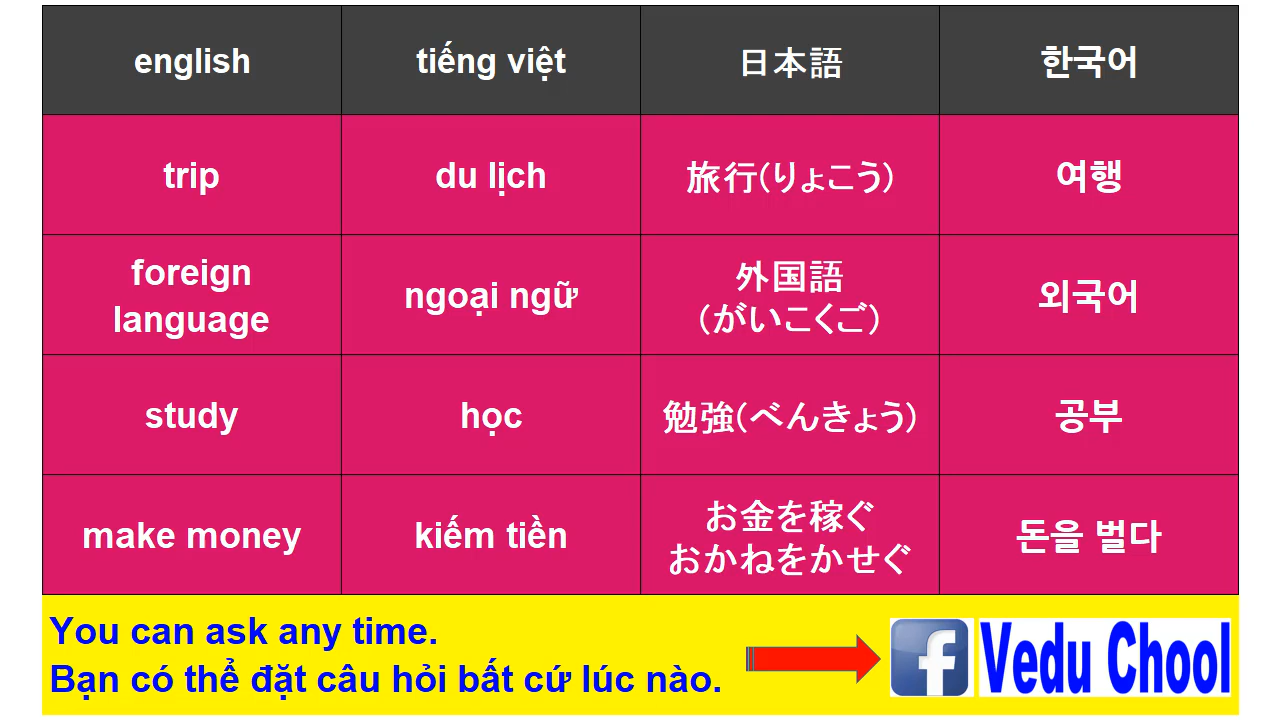 english
tiếng việt
日本語
한국어
trip
du lịch
旅行(りょこう)
여행
foreign
language
ngoại ngữ
外国語
(がいこくご)
외국어
study
học
勉強(べんきょう)
공부
make money
kiếm tiền
お金を稼ぐ
おかねをかせぐ
돈을 벌다
You can ask any time.
Bạn có thể đặt câu hỏi bất cứ lúc nào.
f
Vedu Chool